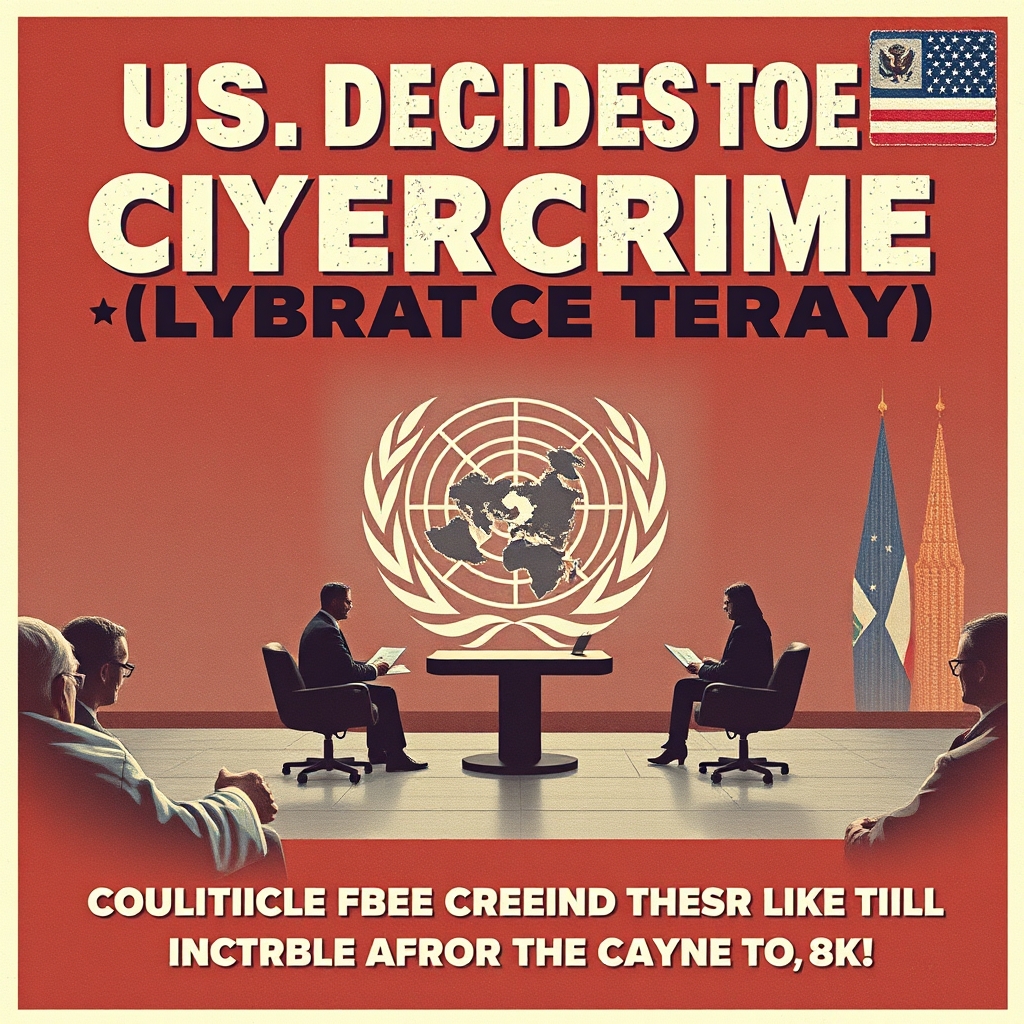 US. DECIDESTOE
CIYERCRIME
★(LYBRAT CE TERAY)
COULITIICLE FBEE CREEIND THESR LIKE TIILL
INCTRBLE AFROR THE CAYNE TO, 8K!